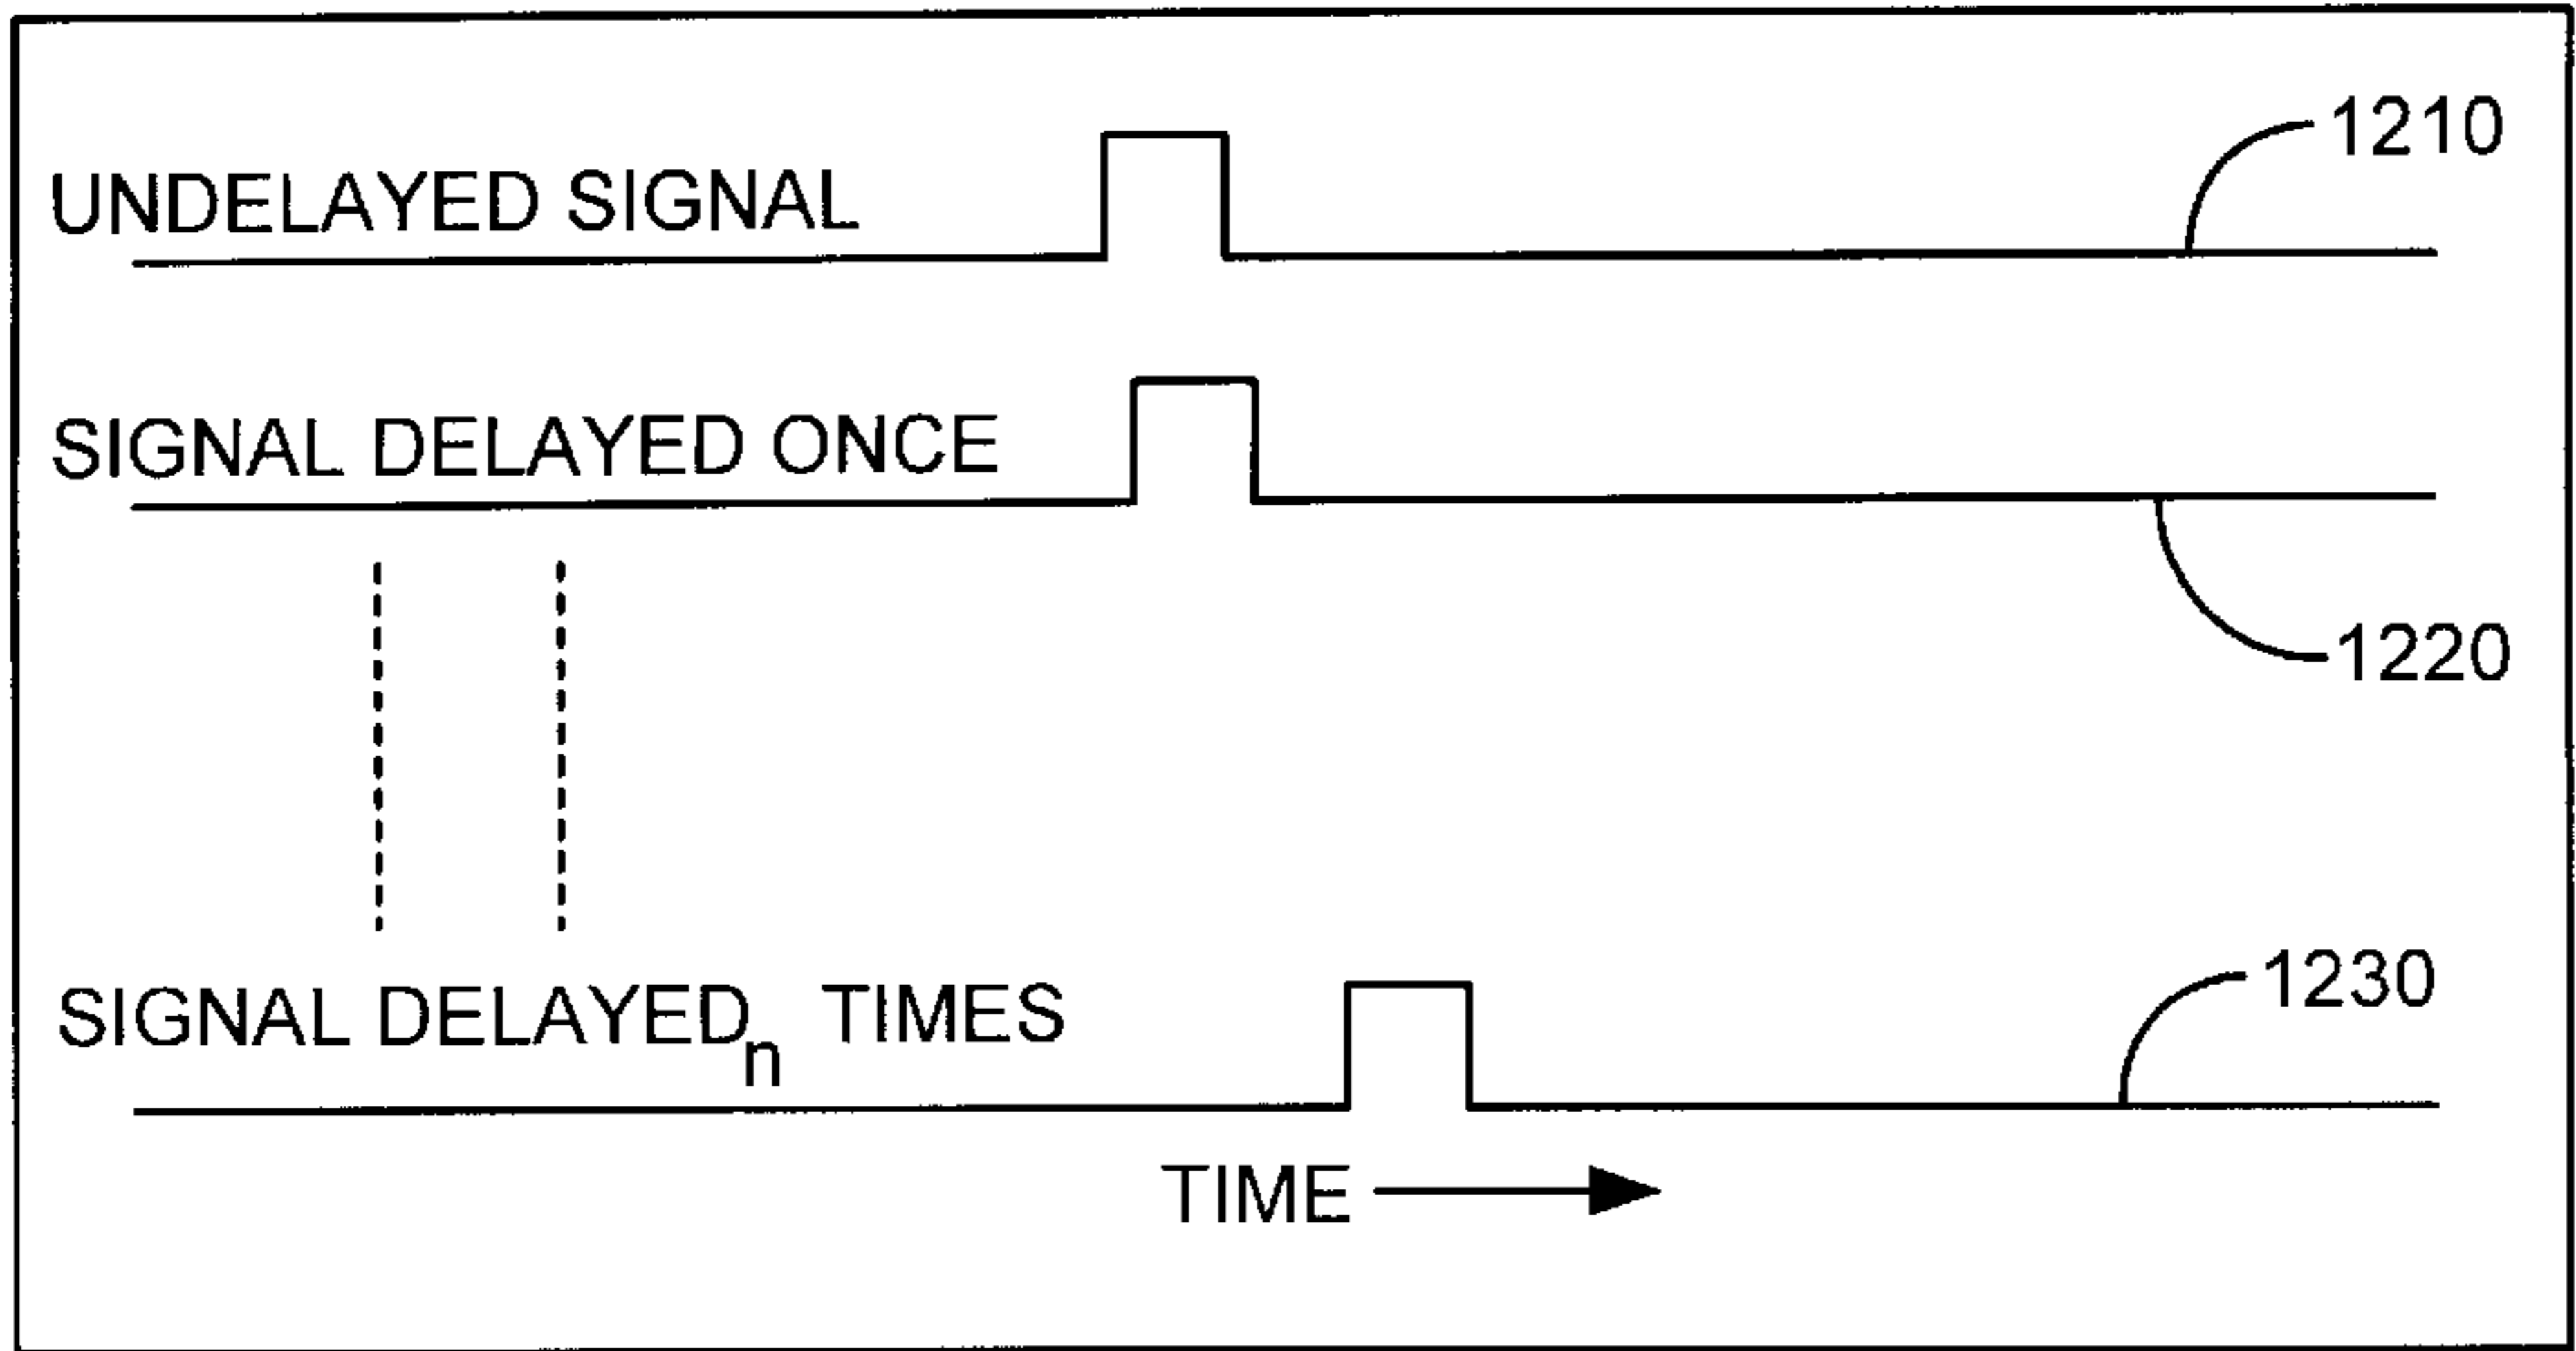 1210
UNDELAYED SIGNAL
SIGNAL DELAYED ONCE
1220
1230
SIGNAL DELAYEDn TIMES
TIME